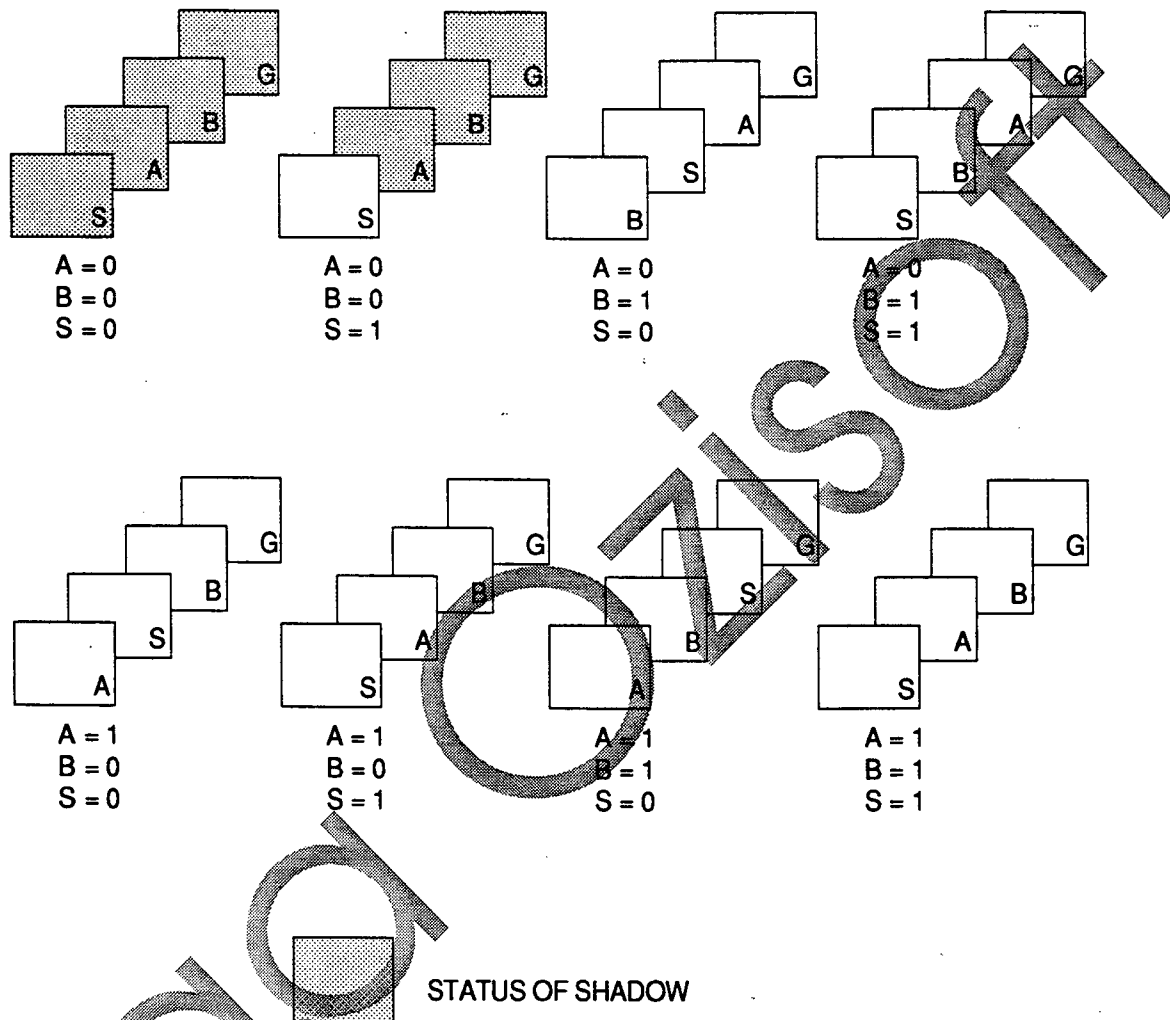 G
B
A
S
A = 0
B = 0
S = 0
G
B
A
S
A = 0
B = 0
S = 1
G
A
S
B
A = 0
B = 1
S = 0
G
A
B
S
A = 0
B = 1
S = 1
G
B
S
A
A = 1
B = 0
S = 0
G
B
A
S
A = 1
B = 0
S = 1
G
S
B
A
A = 1
B = 1
S = 0
G
B
A
S
A = 1
B = 1
S = 1
STATUS OF SHADOW